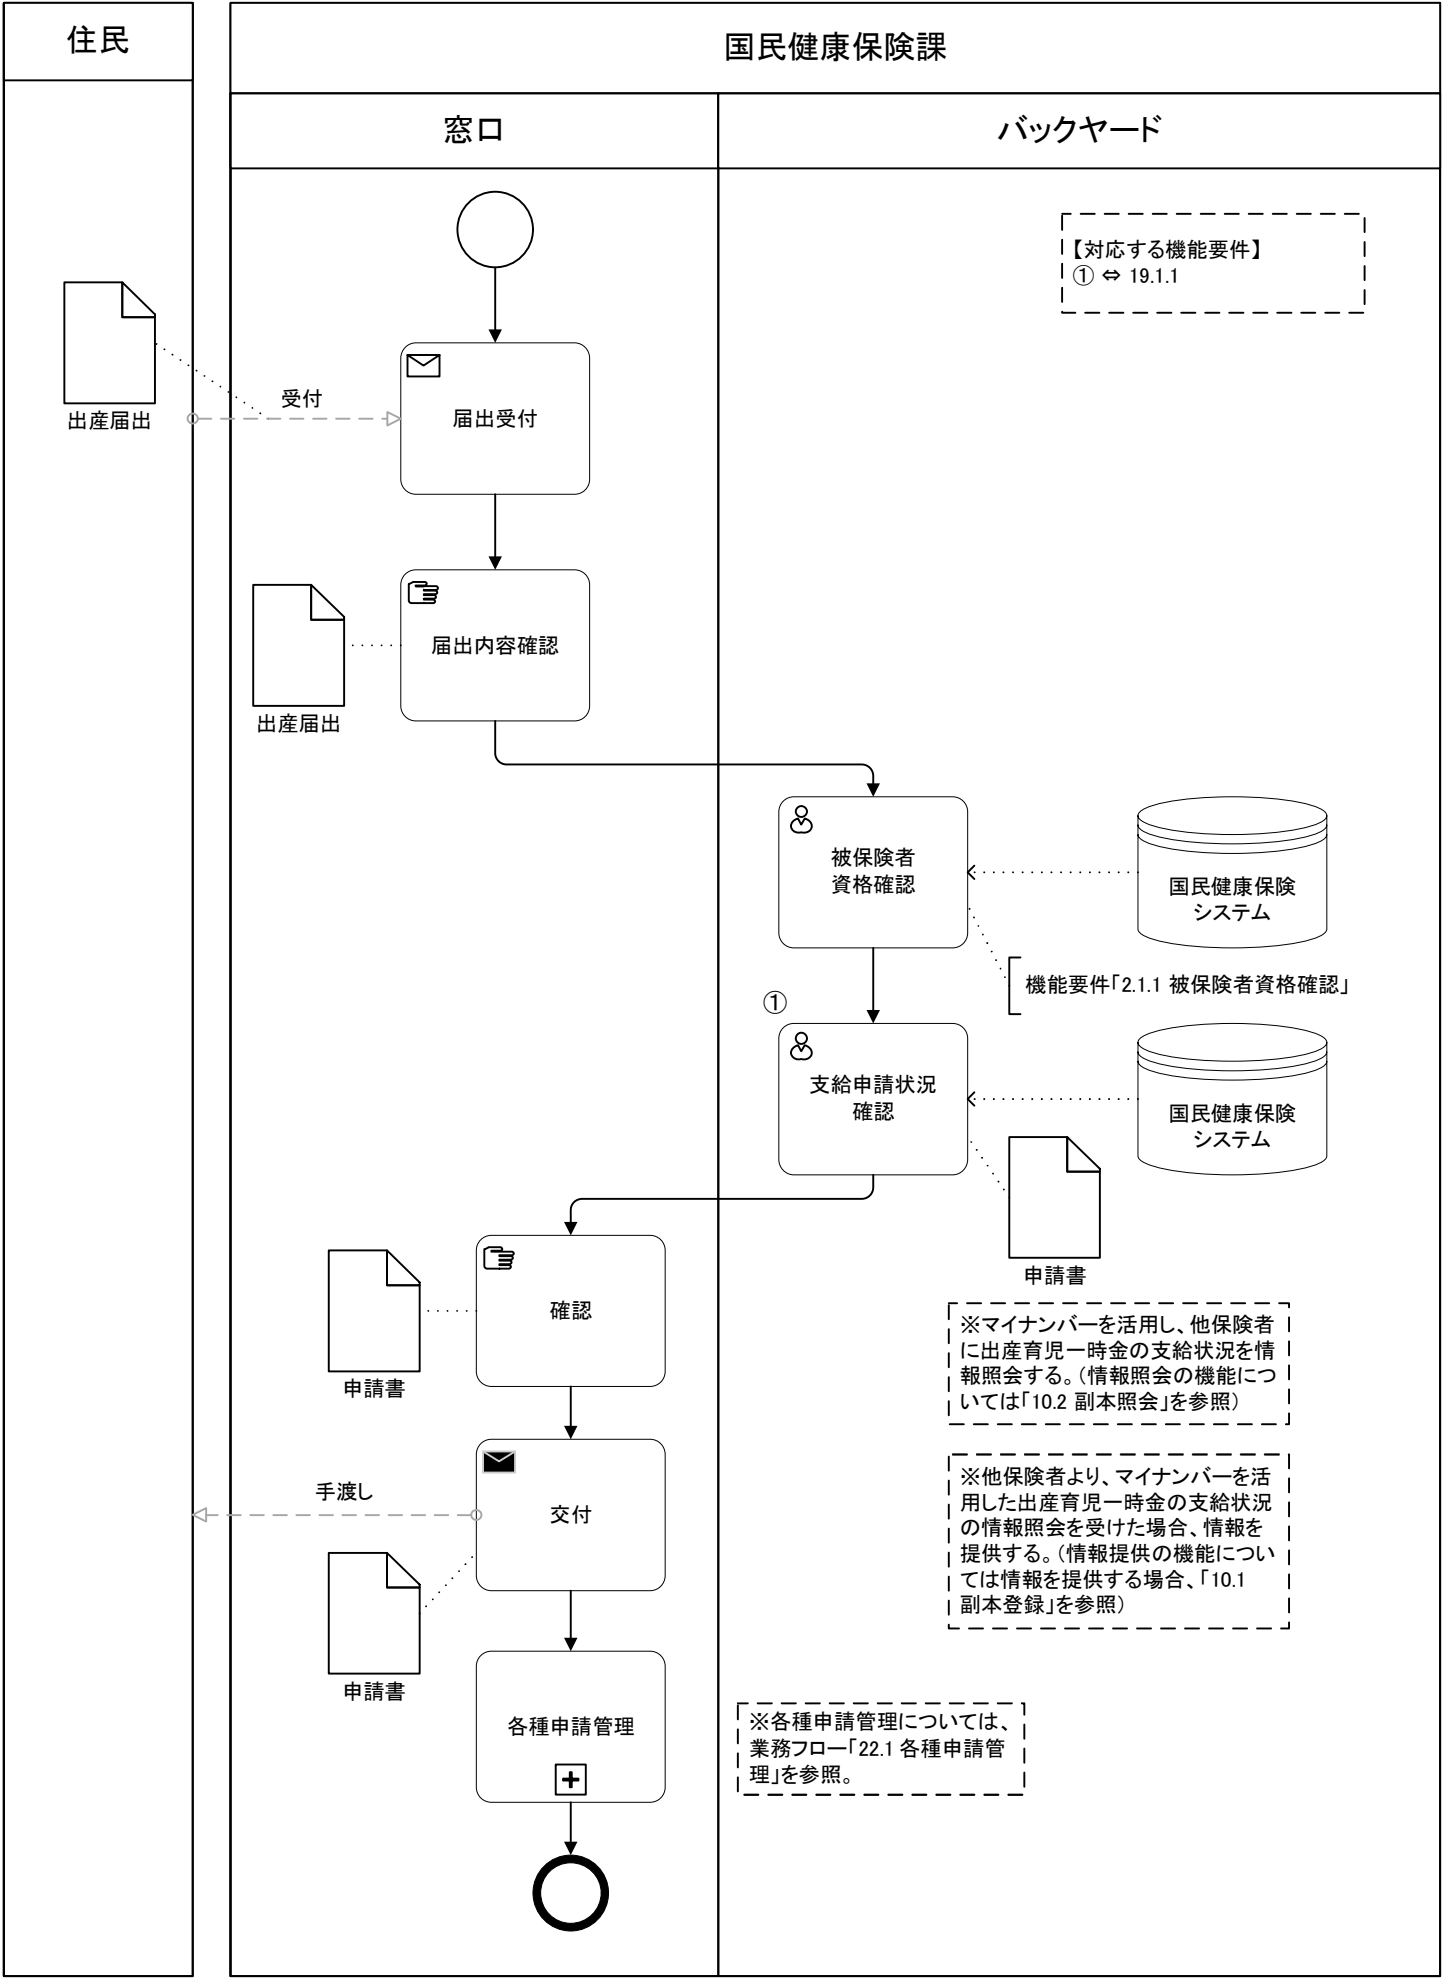 住民
国民健康保険課
窓口
バックヤード
【対応する機能要件】
① ⇔ 19.1.1
出産届出
受付
届出受付
届出内容確認
出産届出
被保険者
資格確認
国民健康保険
システム
機能要件「2.1.1 被保険者資格確認」
①
支給申請状況
確認
国民健康保険
システム
申請書
確認
申請書
※マイナンバーを活用し、他保険者
に出産育児一時金の支給状況を情
報照会する。（情報照会の機能につ
いては「10.2 副本照会」を参照）
手渡し
交付
申請書
※他保険者より、マイナンバーを活
用した出産育児一時金の支給状況
の情報照会を受けた場合、情報を
提供する。（情報提供の機能につい
ては情報を提供する場合、「10.1
副本登録」を参照）
各種申請管理
※各種申請管理については、
業務フロー「22.1 各種申請管
理」を参照。